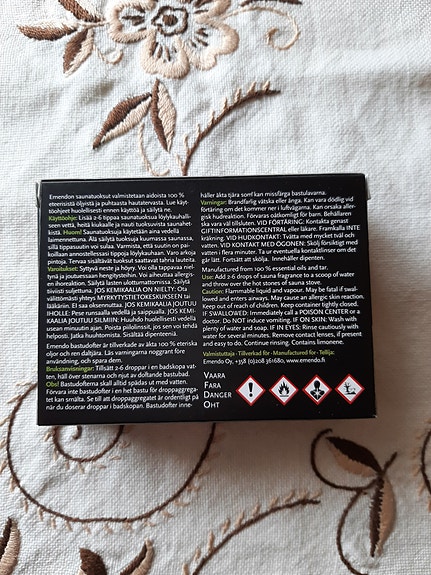 Emendon saunatuoksut valmistetaan aidoista 100 %
eteerisistä öljyistä ja puhtaasta hautatervasta. Lue käyt-
töohjeet huolellisesti ennen käyttöä ja säilytä ne.
Käyttöohje: Lisää 2-6 tippaa saunatuoksua löylykauhalli-
seen vettä, heitä kiukaalle ja nauti tuoksuvista saunahet-
kistä. Huom! Saunatuoksuja käytetään aina vedellä
laimennettuna. Älä säilytä tuoksuja kuumassa saunassa,
sillä tippasuutin voi sulaa. Varmista, että suutin on pai-
koillaan annostellessasi tippoja löylykauhaan. Varo arkoja
pintoja. Tervaa sisältävät tuoksut saattavat tahria lauteita.
Varoitukset: Syttyvä neste ja höyry. Voi olla tappava niel-
tynä ja joutuessaan hengitysteihin. Voi aiheuttaa allergis-
en ihoreaktion. Säilytä lasten ulottumattomissa. Säilytä
tiiviisti suljettuna. JOS KEMIKAALIA ON NIELTY: Ota
välittömästi yhteys MYRKYTYSTIETOKESKUKSEEN tai
lääkäriin. EI saa oksennuttaa. JOS KEMIKAALIA JOUTUU
IHOLLE: Pese runsaalla vedellä ja saippualla. JOS KEMI-
KAALIA JOUTUU SILMIIN: Huuhdo huolellisesti vedellä
usean minuutin ajan. Poista piilolinssit, jos sen voi tehdä
helposti. Jatka huuhtomista. Sisältää dipenteeniä.
Emendo bastudofter är tillverkade av äkta 100 % eteriska
oljor och ren daltjära. Läs varningarna noggrant före
användning, och spara dem.
Bruksanvisningar: Tillsätt 2-6 droppar i en badskopa vat-
ten, häll över stenarna och njut av doftande bastubad.
Obs! Bastudofterna skall alltid spädas ut med vatten.
Förvara inte bastudofter i en het bastu för droppaggrega-
tet kan smälta. Se till att droppaggregatet är ordentligt på
när du doserar droppar i badskopan. Bastudofter inne-
håller äkta tjära som kan missfärga bastulavarna.
Varningar: Brandfarlig vätska eller ånga. Kan vara dödlig vid
förtäring om det kommer ner i luftvägarna. Kan orsaka aller-
gisk hudreaktion. Förvaras oåtkomligt för barn. Behållaren
ska vara väl tillsluten. VID FÖRTÄRING: Kontakta genast
GIFTINFORMATIONSCENTRAL eller läkare. Framkalla INTE
kräkning. VID HUDKONTAKT: Tvätta med mycket tvål och
vatten. VID KONTAKT MED ÖGONEN: Skölj försiktigt med
vatten i flera minuter. Ta ur eventuella kontaktlinser om det
går lätt. Fortsätt att skölja. Innehåller dipenten.
Manufactured from 100 % essential oils and tar.
Use: Add 2-6 drops of sauna fragrance to a scoop of water
and throw over the hot stones of sauna stove.
Caution: Flammable liquid and vapour. May be fatal if swal-
lowed and enters airways. May cause an allergic skin reaction.
Keep out of reach of children. Keep container tightly closed.
IF SWALLOWED: Immediately call a POISON CENTER or a
doctor. Do NOT induce vomiting. IF ON SKIN: Wash with
plenty of water and soap. IF IN EYES: Rinse cautiously with
water for several minutes. Remove contact lenses, if present
and easy to do. Continue rinsing. Contains limonene.
Valmistuttaja · Tillverkad för · Manufactured for · Tellija:
Emendo Oy, +358 (0)208 361680, www.emendo.fi
VAARA
FARA
DANGER
OHT